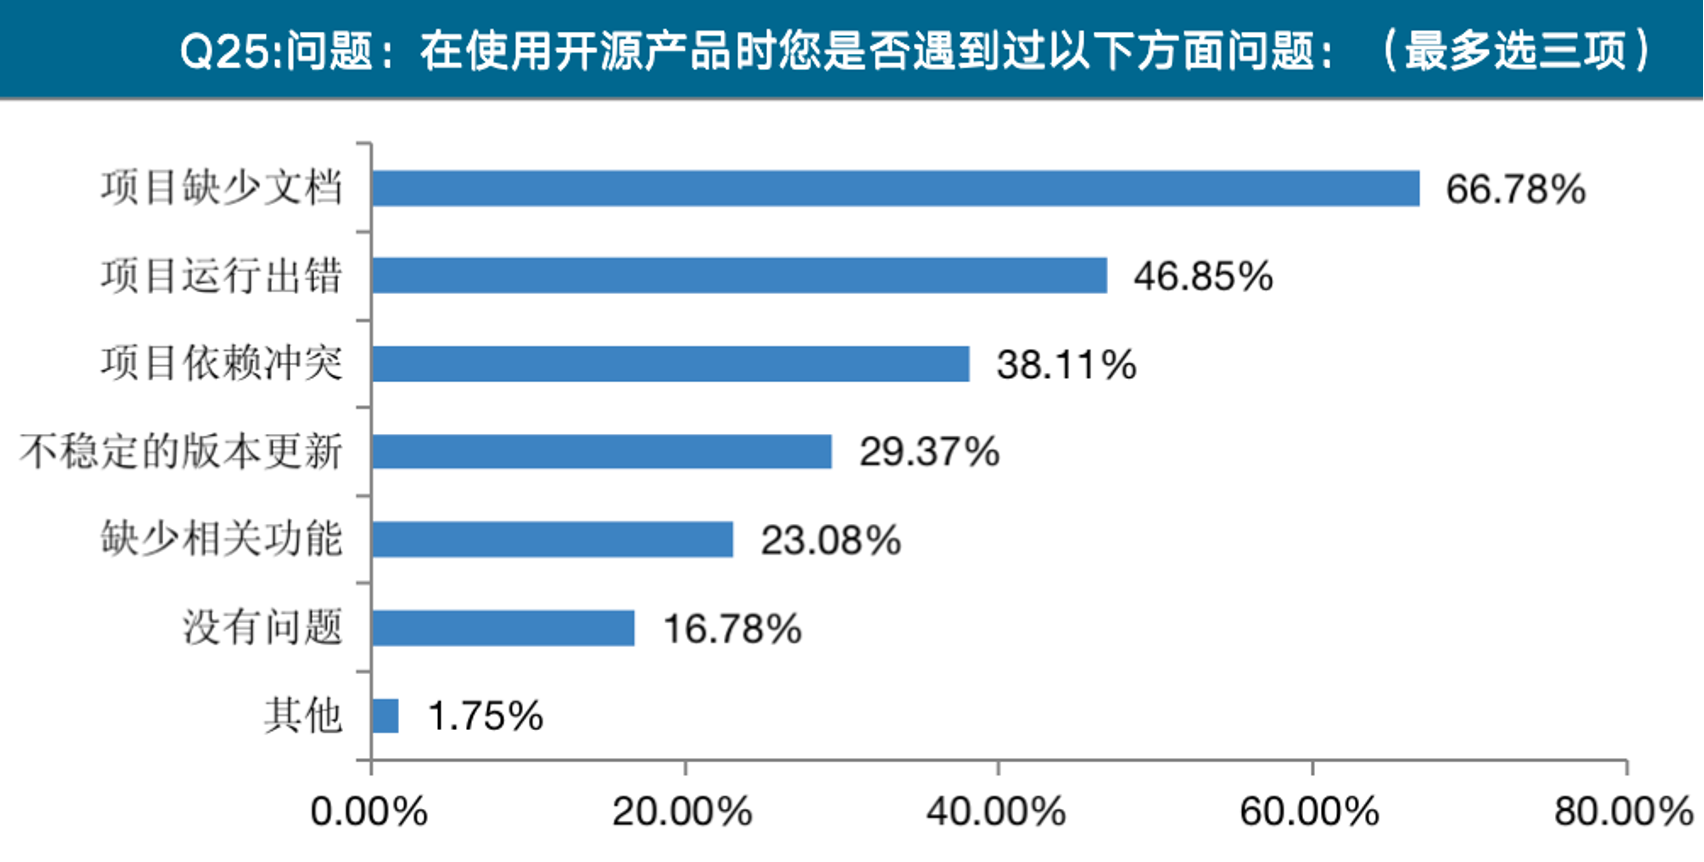 Q25:问题：在使用开源产品时您是否遇到过以下方面问题：（最多选三项）
项目缺少文档 66.78%
项目运行出错 46.85%
项目依赖冲突 38.11%
不稳定的版本更新 29.37%
缺少相关功能 23.08%
没有问题 16.78%
其他 1.75%
0.00% 20.00% 40.00% 60.00% 80.00%